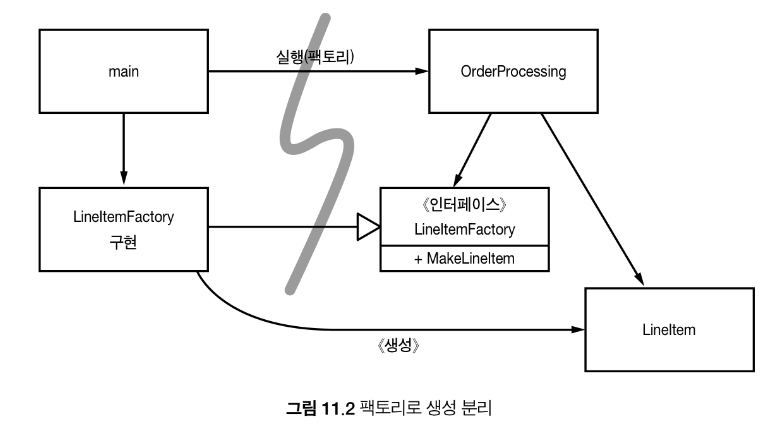 main
실행(팩토리)
OrderProcessing
LineItemFactory
구현
《인터페이스》
LineItemFactory
+ MakeLineItem
LineItem
《생성》
그림 11.2 팩토리로 생성 분리